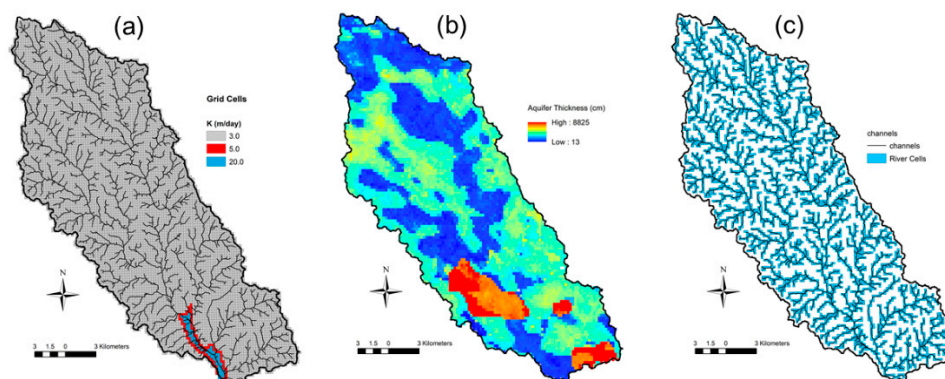 (a)
Grid Cells
K (m/day)
3.0
5.0
20.0
N
3 1.5 0 3 Kilometers
(b)
Aquifer Thickness (cm)
High : 8825
Low : 13
N
3 1.5 0 3 Kilometers
(c)
channels
channels
River Cells
N
3 1.5 0 3 Kilometers